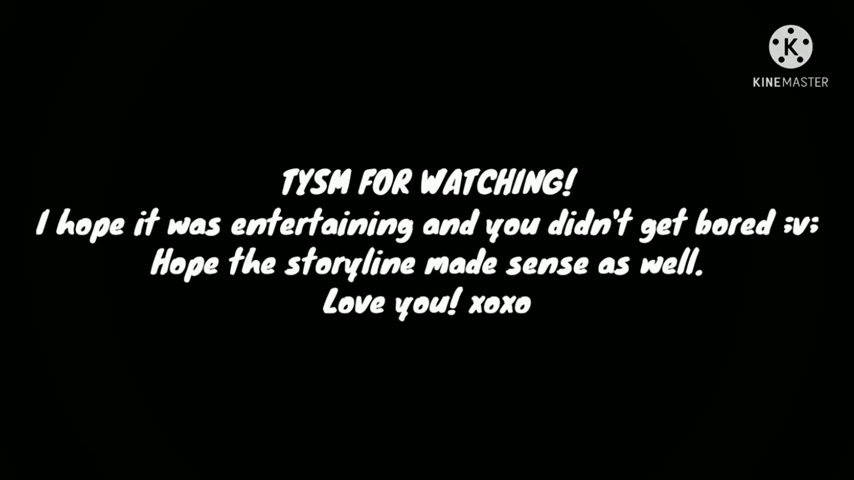 K
KINEMASTER
TYSM FOR WATCHING!
I hope it was entertaining and you didn't get bored ;v;
Hope the storyline made sense as well.
Love you! xoxo